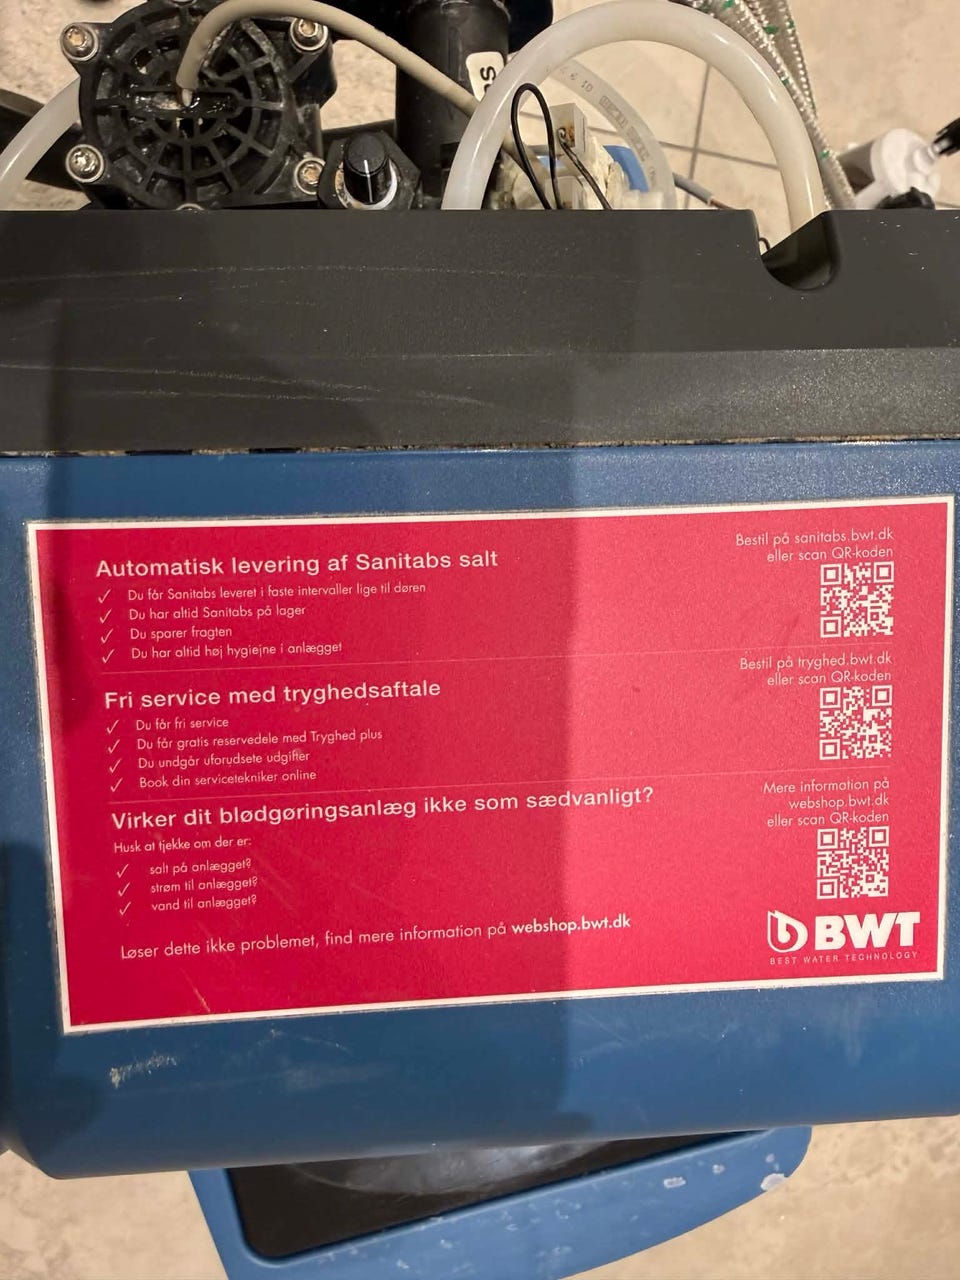 Automatisk levering af Sanitabs salt
Du får Sanitabs leveret i faste intervaller lige til døren
Du har altid Sanitabs på lager
Du sparer fragten
Du har altid høj hygiejne i anlægget
Bestil på sanitabs.bwt.dk
eller scan QR-koden
Fri service med tryghedsaftale
Du får fri service
Du får gratis reservedele med Tryghed plus
Du undgår uforudsete udgifter
Book din servicetekniker online
Bestil på tryghed.bwt.dk
eller scan QR-koden
Virker dit blødgøringsanlæg ikke som sædvanligt?
Husk at tjekke om der er:
salt på anlægget?
strøm til anlægget?
vand til anlægget?
Løser dette ikke problemet, find mere information på webshop.bwt.dk
Mere information på
webshop.bwt.dk
eller scan QR-koden
BWT
BEST WATER TECHNOLOGY